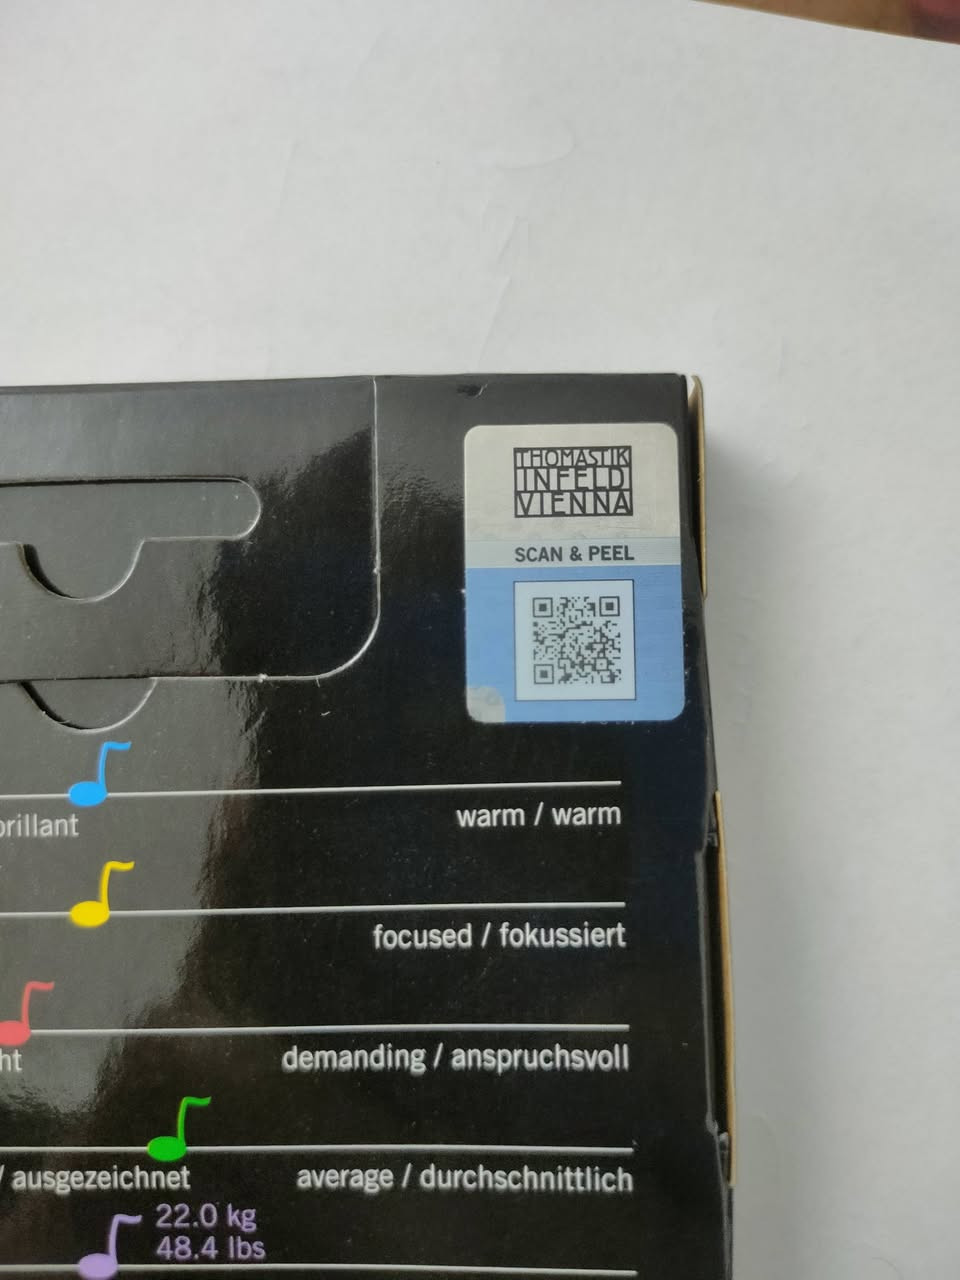 THOMASTIK
INFELD
VIENNA
SCAN & PEEL
brillant
warm / warm
focused / fokussiert
demanding / anspruchsvoll
/ ausgezeichnet
average / durchschnittlich
22.0 kg
48.4 lbs